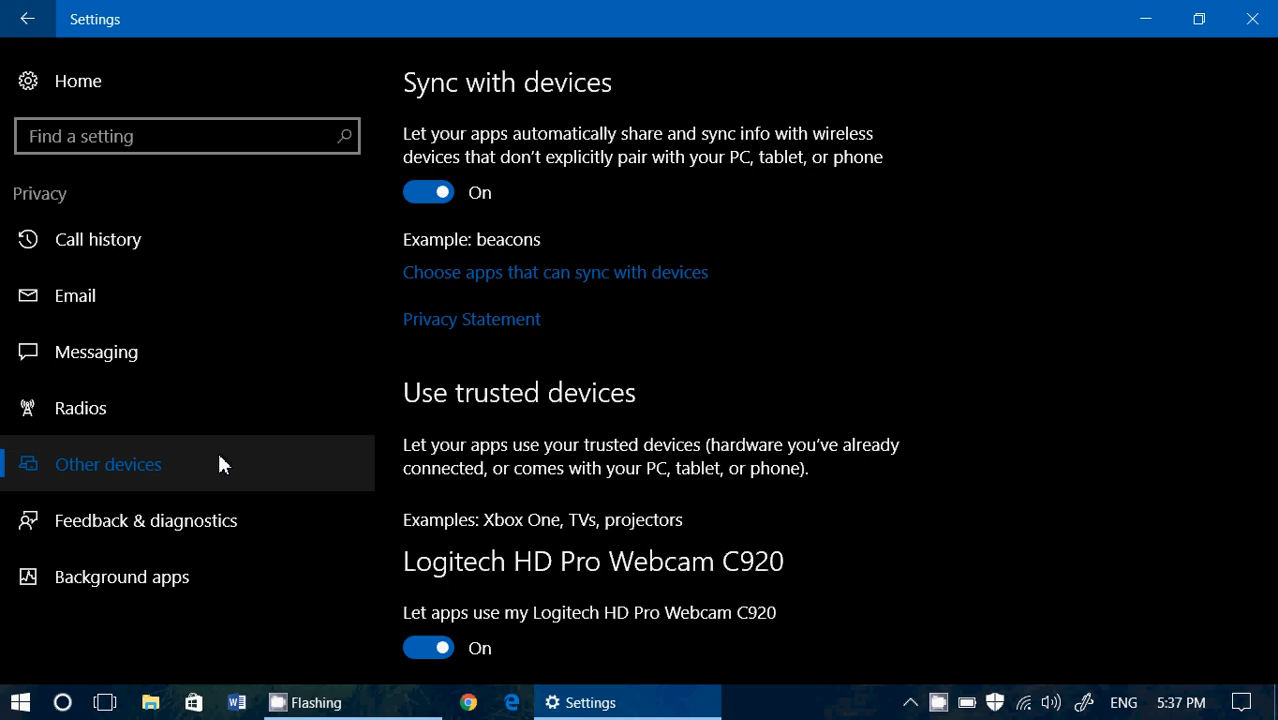 Settings
Home
Find a setting
Privacy
Call history
Email
Messaging
Radios
Other devices
Feedback & diagnostics
Background apps
Sync with devices
Let your apps automatically share and sync info with wireless
devices that don't explicitly pair with your PC, tablet, or phone
On
Example: beacons
Choose apps that can sync with devices
Privacy Statement
Use trusted devices
Let your apps use your trusted devices (hardware you've already
connected, or comes with your PC, tablet, or phone).
Examples: Xbox One, TVs, projectors
Logitech HD Pro Webcam C920
Let apps use my Logitech HD Pro Webcam C920
On
Flashing
Settings
ENG
5:37 PM